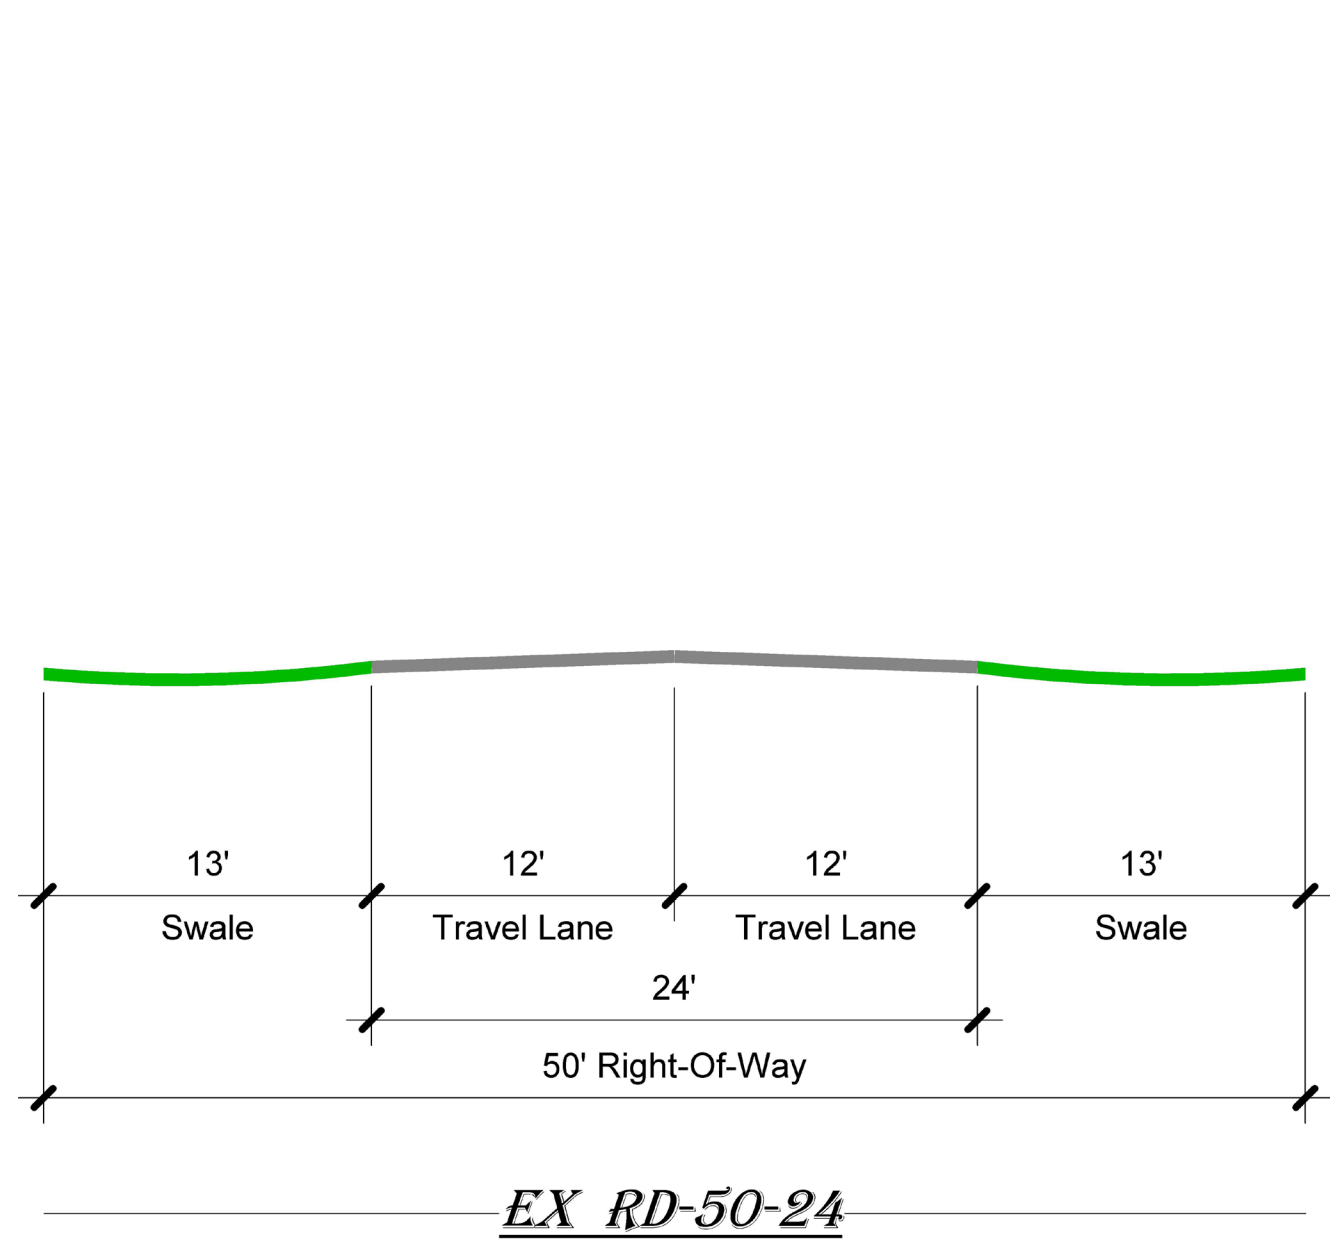 13' 12' 12' 13'
Swale Travel Lane Travel Lane Swale
24'
50' Right-Of-Way
EX RD-50-24